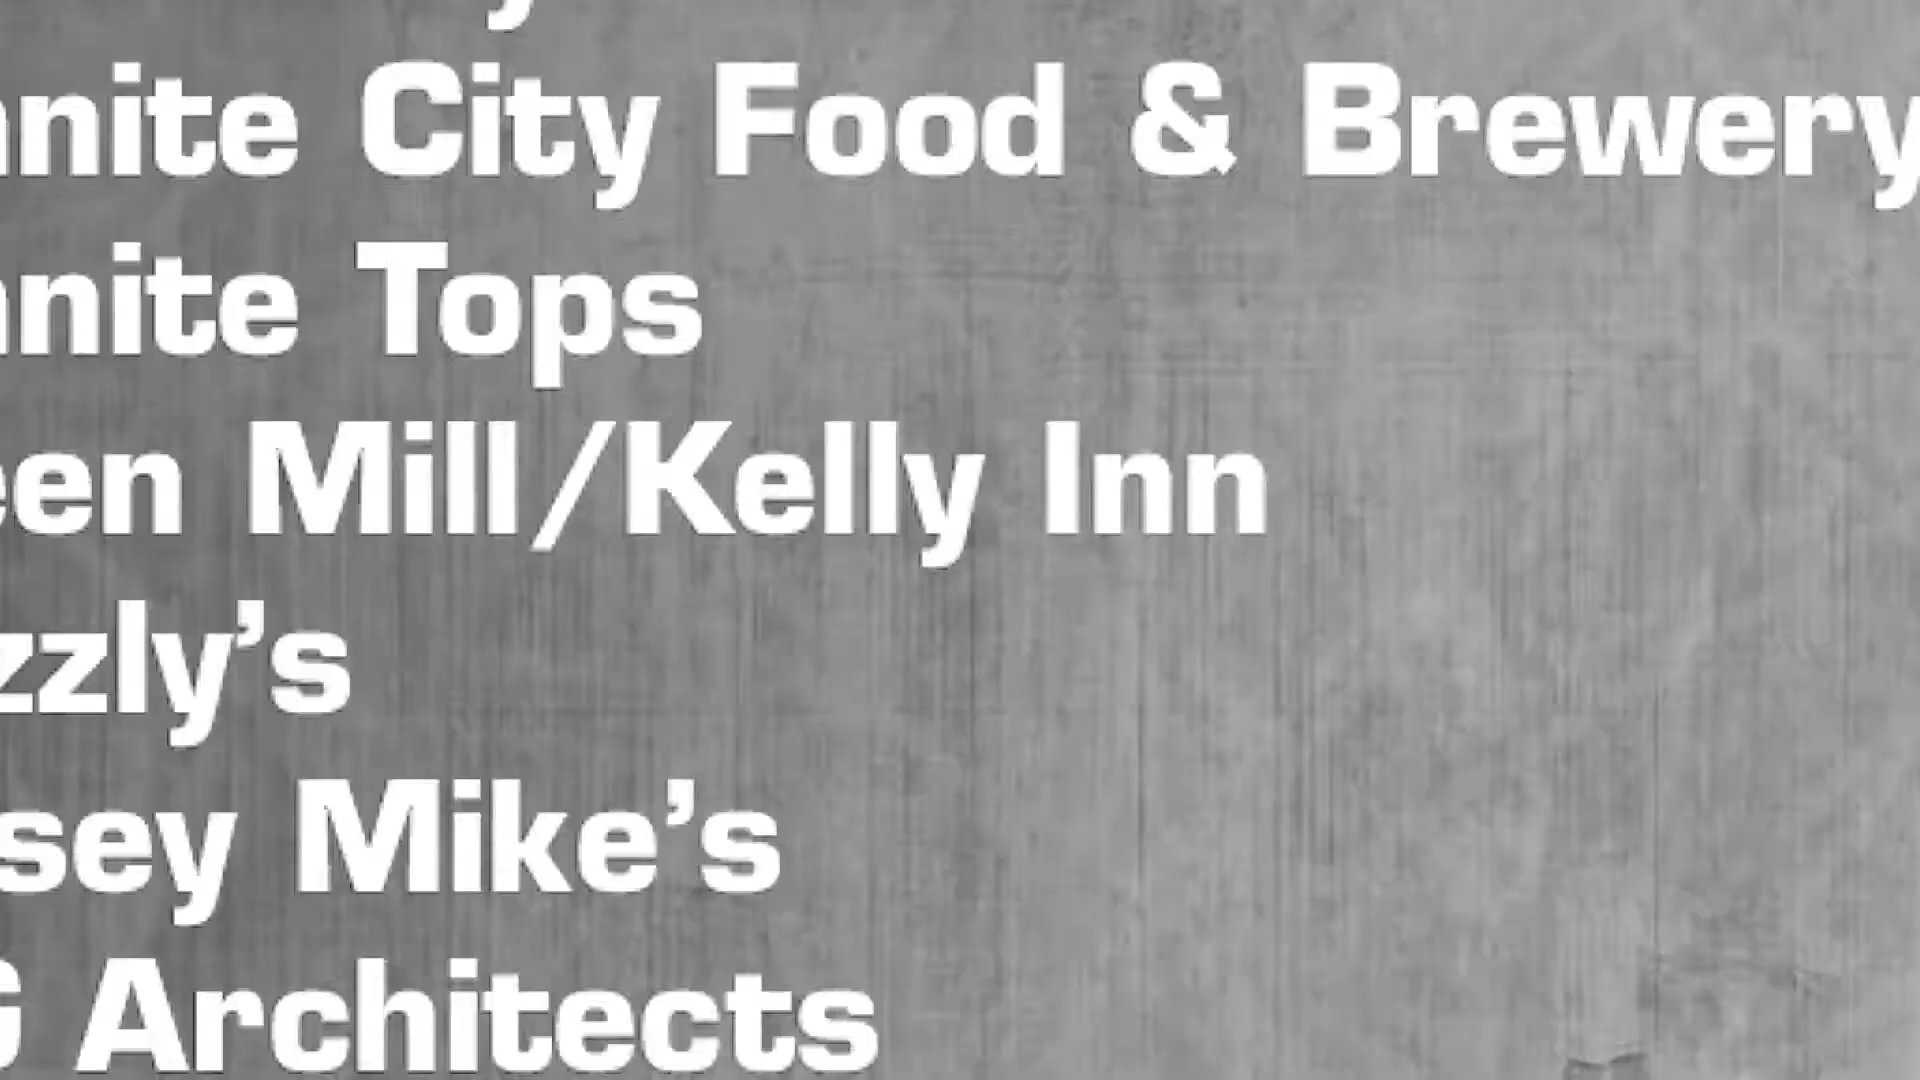 nite City Food & Brewery
nite Tops
een Mill/Kelly Inn
zzly’s
sey Mike’s
G Architects